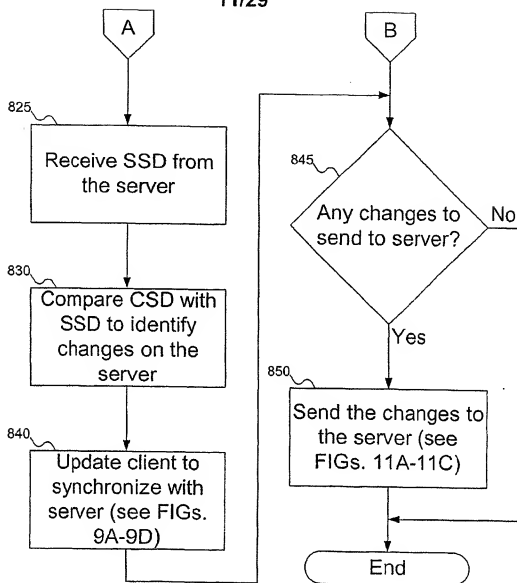 11/29
A
825
Receive SSD from
the server
830
Compare CSD with
SSD to identify
changes on the
server
840
Update client to
synchronize with
server (see FIGs.
9A-9D)
B
845
Any changes to
send to server?
No
Yes
850
Send the changes to
the server (see
FIGs. 11A-11C)
End